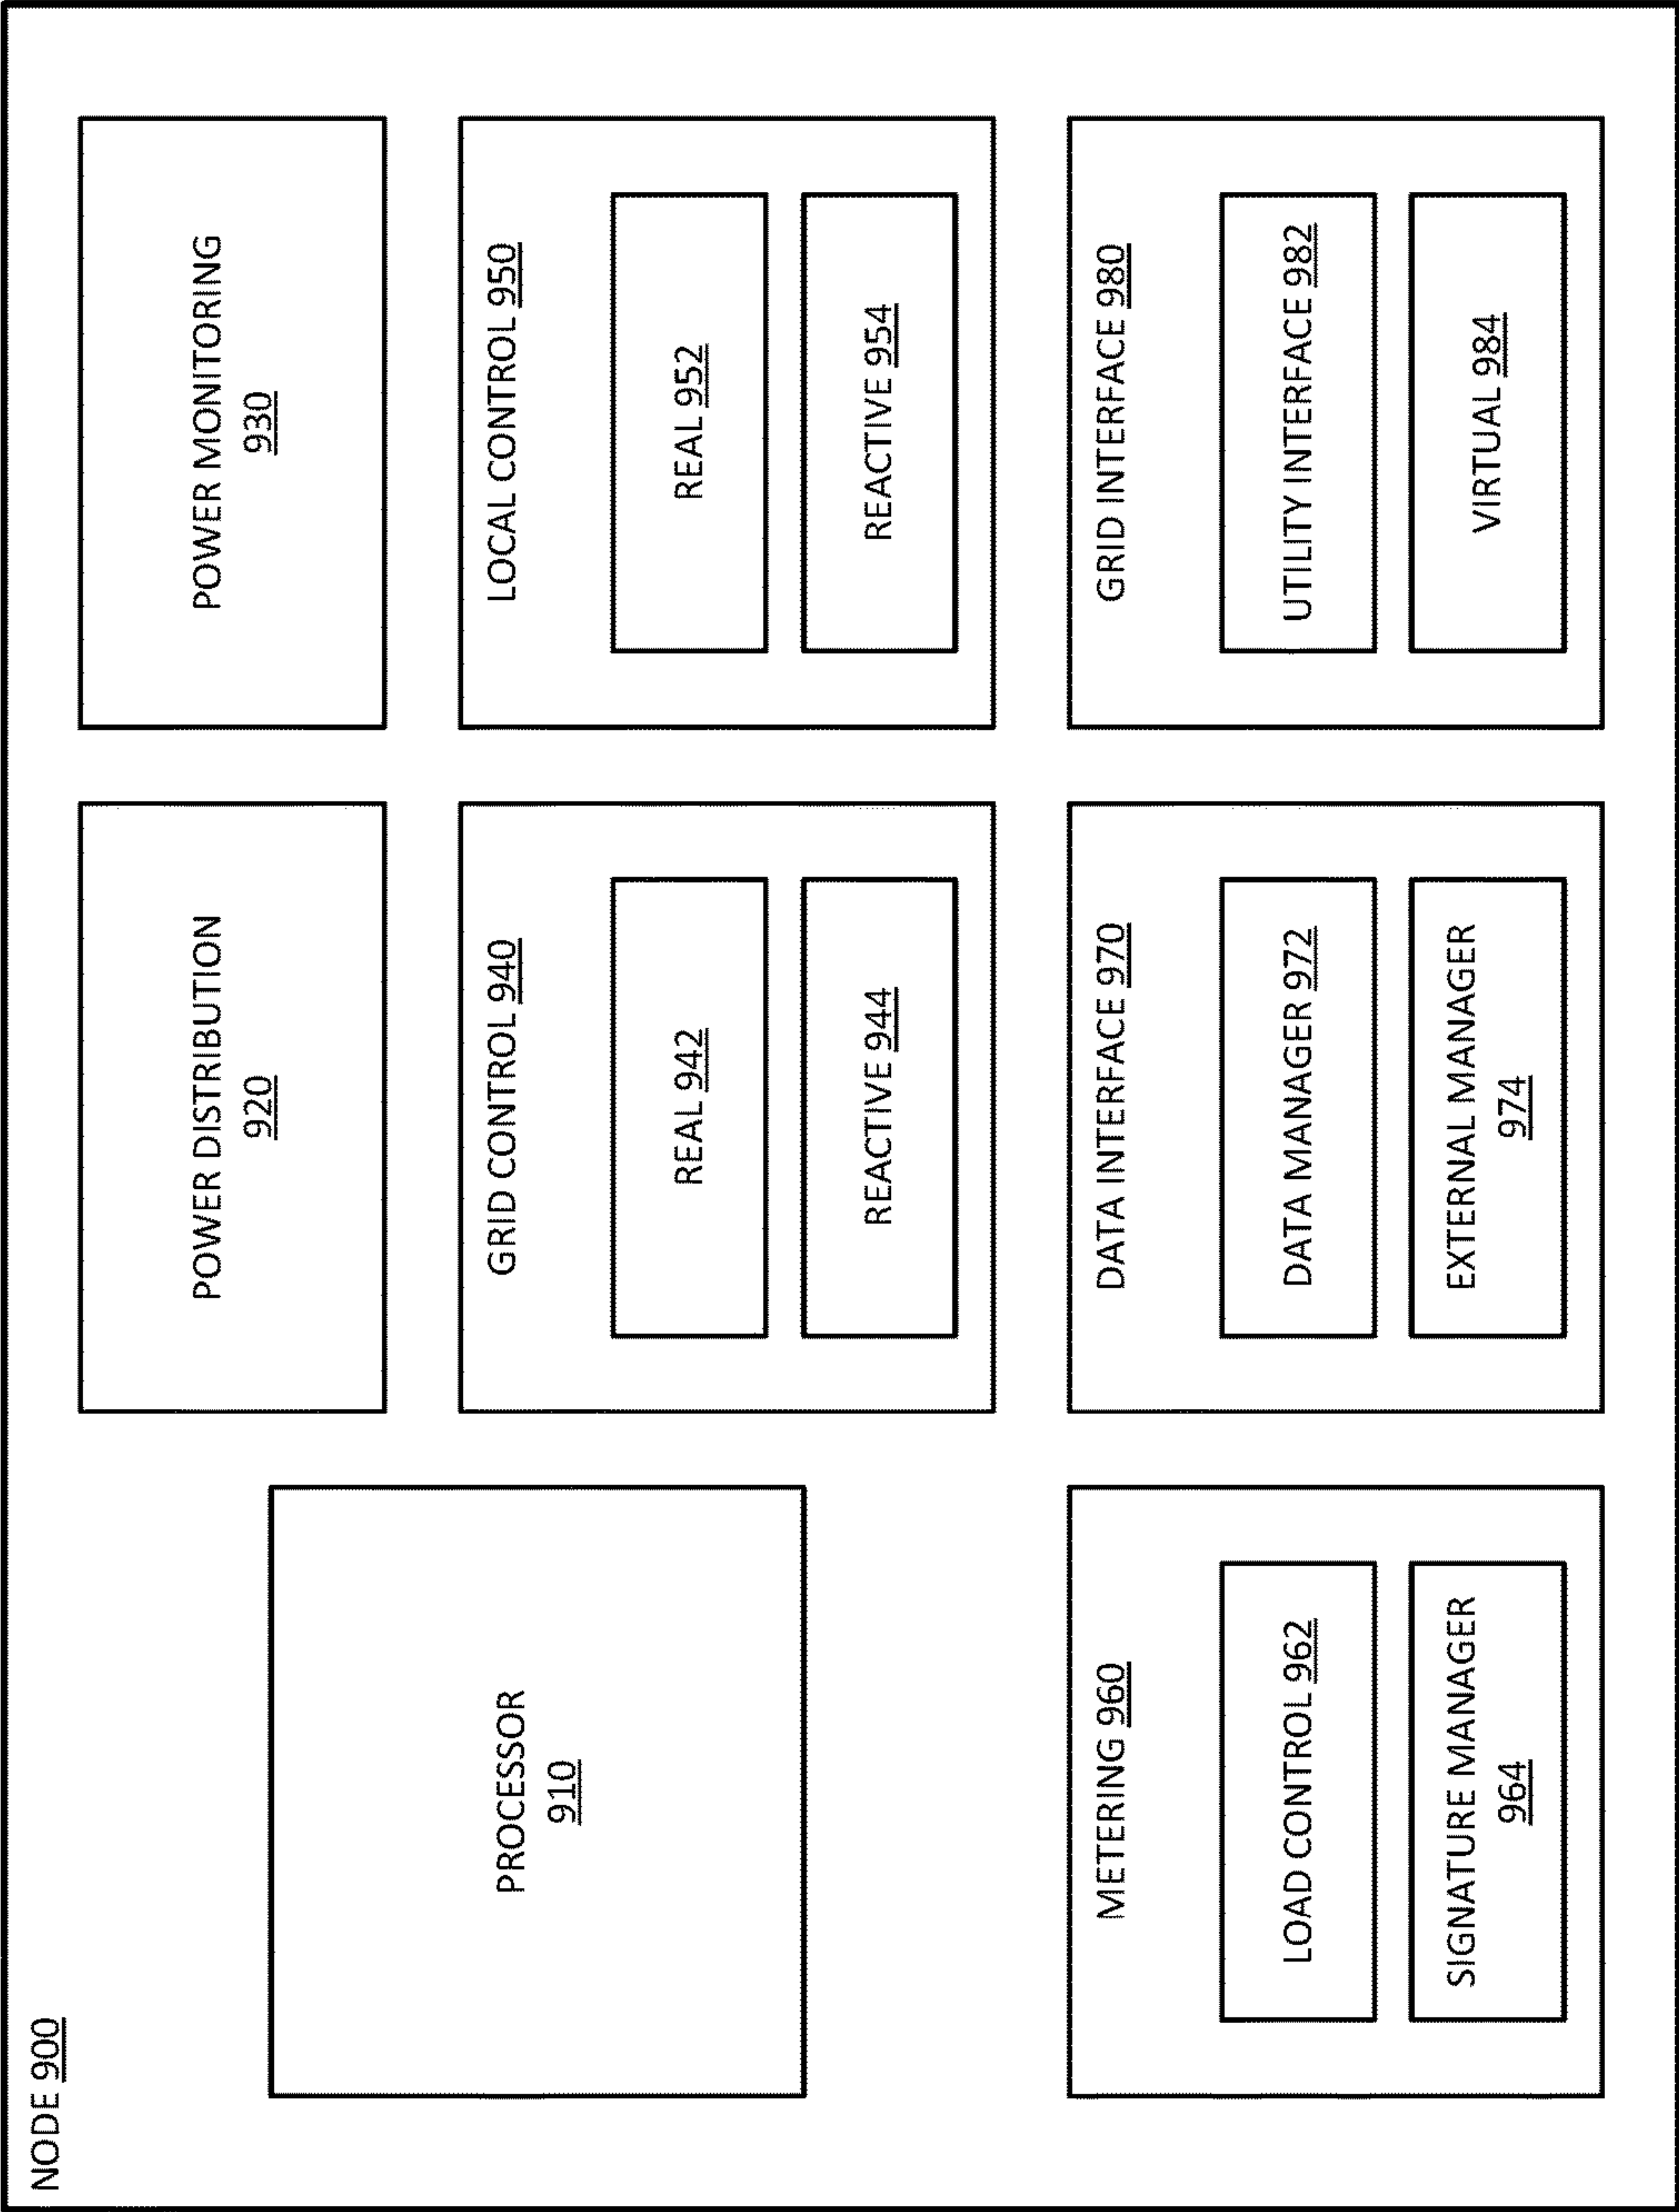 NODE 900
PROCESSOR
910
POWER DISTRIBUTION
920
POWER MONITORING
930
GRID CONTROL 940
REAL 942
REACTIVE 944
LOCAL CONTROL 950
REAL 952
REACTIVE 954
METERING 960
LOAD CONTROL 962
SIGNATURE MANAGER
964
DATA INTERFACE 970
DATA MANAGER 972
EXTERNAL MANAGER
974
GRID INTERFACE 980
UTILITY INTERFACE 982
VIRTUAL 984